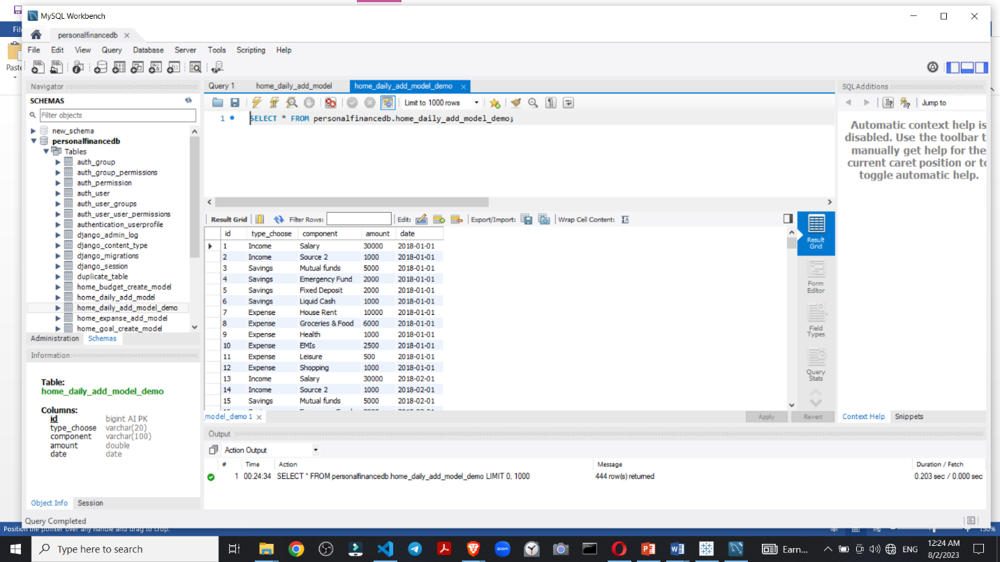 MySQL Workbench
personalfinancedb
File Edit View Query Database Server Tools Scripting Help
Paste
Navigator
SCHEMAS
Filter objects
new_schema
personalfinancedb
Tables
auth_group
auth_group_permissions
auth_permission
auth_user
auth_user_groups
auth_user_user_permissions
authentication_userprofile
django_admin_log
django_content_type
django_migrations
django_session
duplicate_table
home_budget_create_model
home_daily_add_model
home_daily_add_model_demo
home_expanse_add_model
home_goal_create_model
Administration Schemas
Information
Table:
home_daily_add_model_demo
Columns:
id bigint AI PK
type_choose varchar(20)
component varchar(100)
amount double
date date
Object Info Session
Query Completed
Query 1 home_daily_add_model home_daily_add_model_demo
Limit to 1000 rows
1 SELECT * FROM personalfinancedb.home_daily_add_model_demo;
Result Grid Filter Rows: Edit: Export/Import: Wrap Cell Content:
id type_choose component amount date
1 Income Salary 30000 2018-01-01
2 Income Source 2 1000 2018-01-01
3 Savings Mutual funds 5000 2018-01-01
4 Savings Emergency Fund 2000 2018-01-01
5 Savings Fixed Deposit 2000 2018-01-01
6 Savings Liquid Cash 1000 2018-01-01
7 Expense House Rent 10000 2018-01-01
8 Expense Groceries & Food 6000 2018-01-01
9 Expense Health 1000 2018-01-01
10 Expense EMIs 2500 2018-01-01
11 Expense Leisure 500 2018-01-01
12 Expense Shopping 1000 2018-01-01
13 Income Salary 30000 2018-02-01
14 Income Source 2 1000 2018-02-01
15 Savings Mutual funds 5000 2018-02-01
_model_demo 1
Apply Revert
Result
Grid
Form
Editor
Field
Types
Query
Stats
SQLAdditions
Jump to
Automatic context help is
disabled. Use the toolbar t
manually get help for the
current caret position or to
toggle automatic help.
Context Help Snippets
Output
Action Output
# Time Action Message Duration / Fetch
1 00:24:34 SELECT * FROM personalfinancedb.home_daily_add_model_demo LIMIT 0, 1000 444 row(s) returned 0.203 sec / 0.000 sec
Position the pointer over any handle and drag to crop.
150%
Type here to search
zoom
Earn...
ENG
12:24 AM
8/2/2023